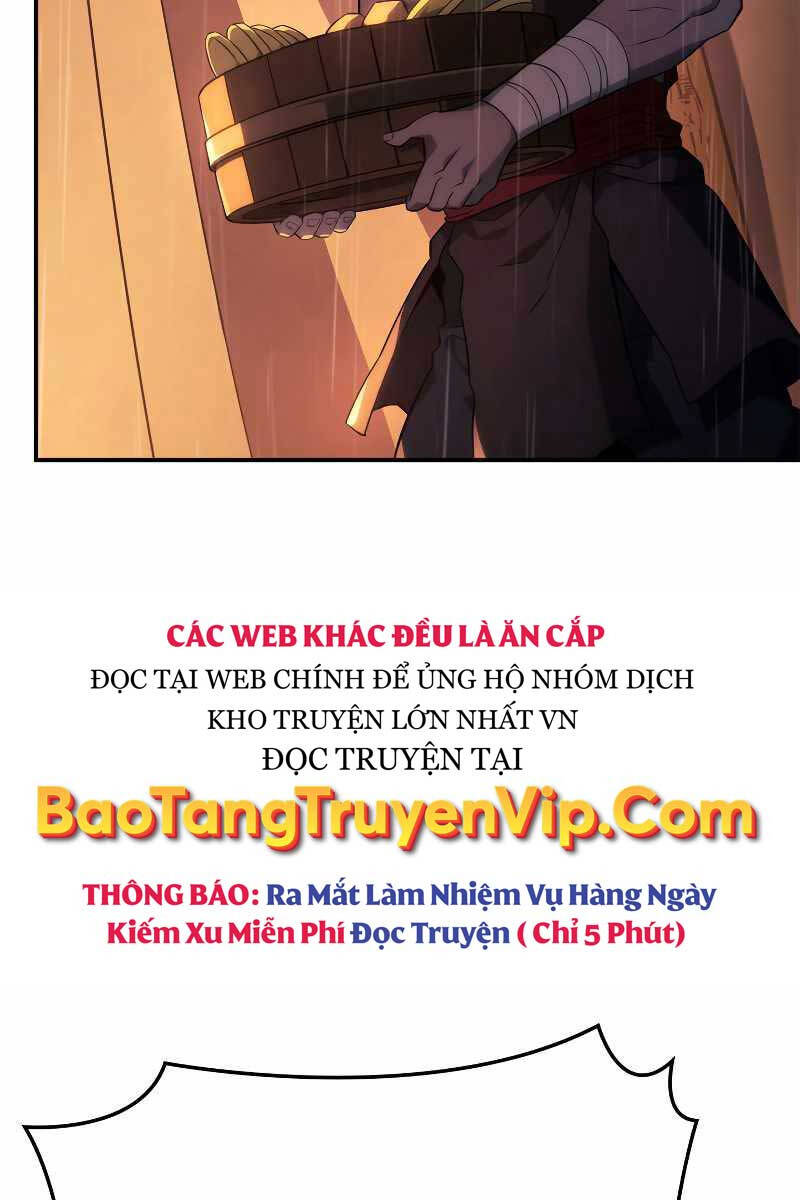 CÁC WEB KHÁC ĐỀU LÀ ĂN CẮP
ĐỌC TẠI WEB CHÍNH ĐỂ ỦNG HỘ NHÓM DỊCH
KHO TRUYỆN LỚN NHẤT VN
ĐỌC TRUYỆN TẠI
BaoTangTruyenVip.Com
THÔNG BÁO: Ra Mắt Làm Nhiệm Vụ Hàng Ngày
Kiếm Xu Miễn Phí Đọc Truyện ( Chỉ 5 Phút)